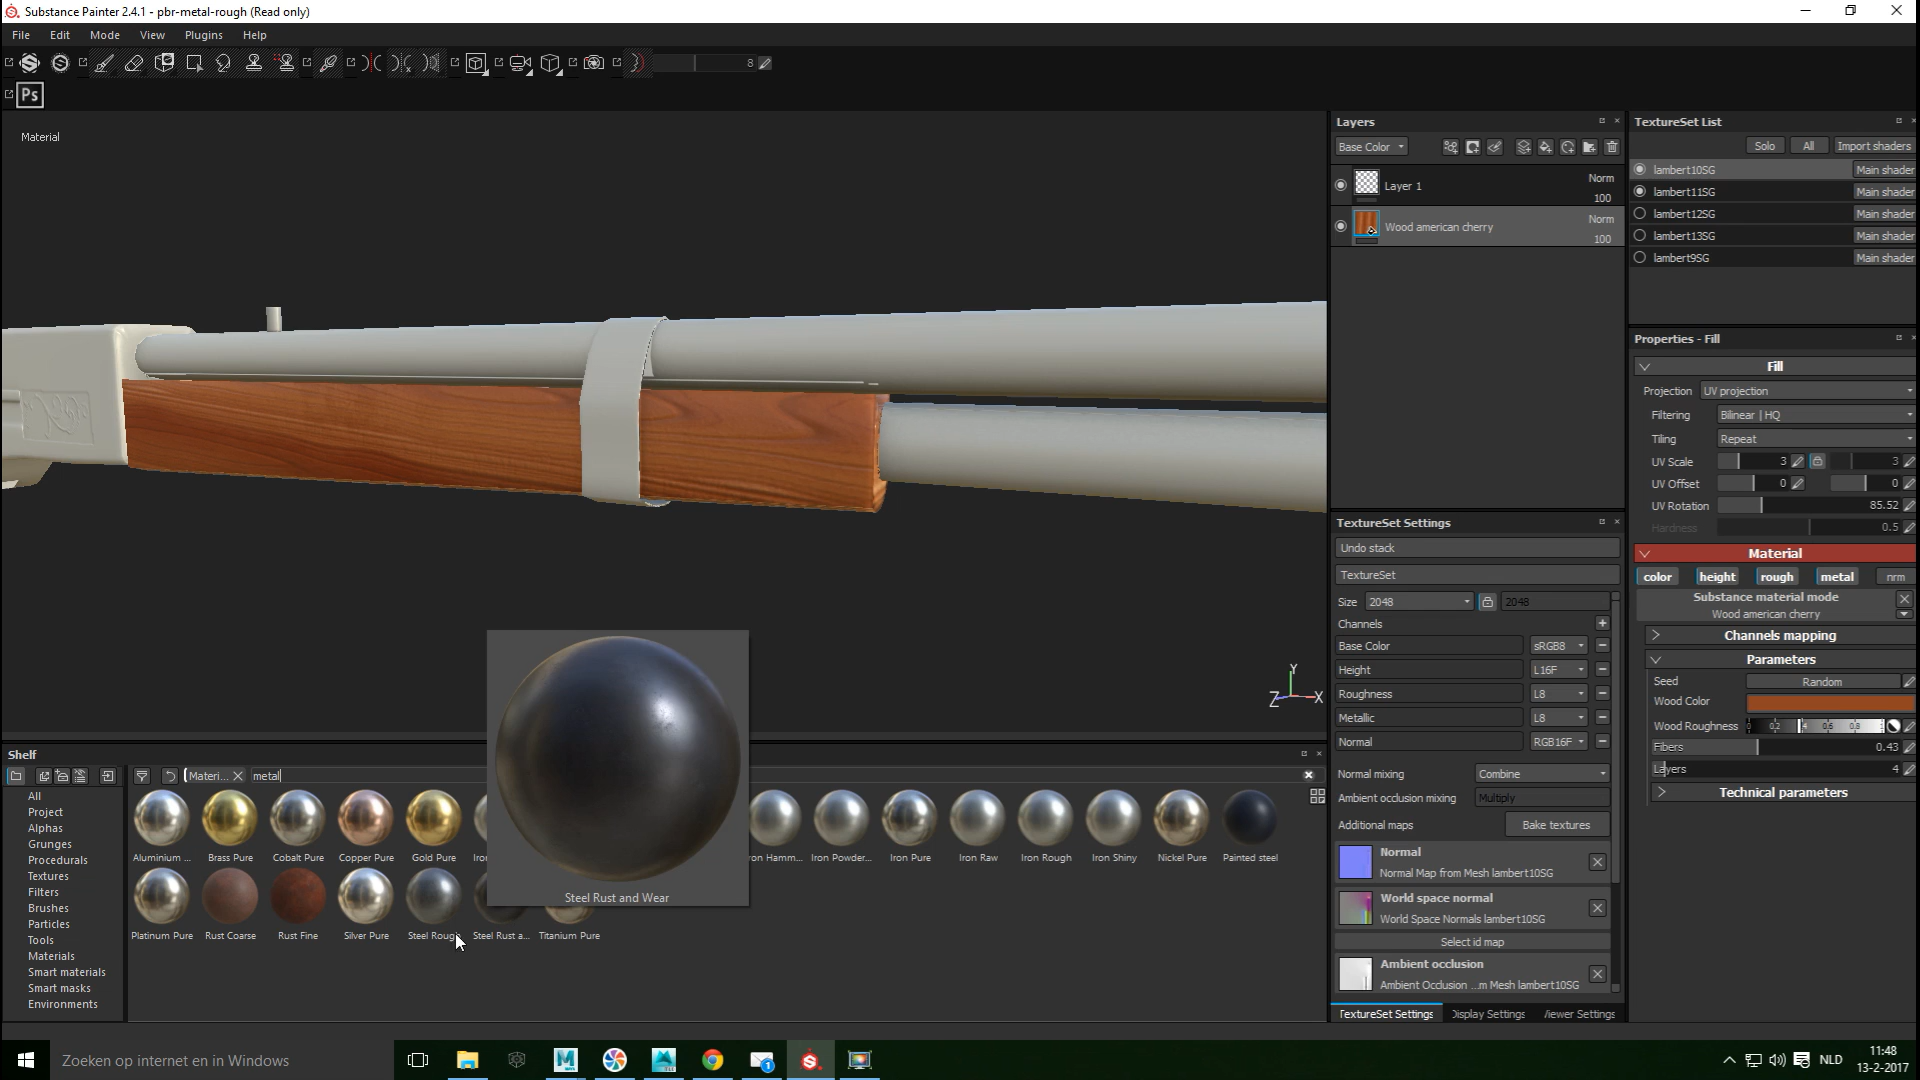 Substance Painter 2.4.1 - pbr-metal-rough (Read only)
File Edit Mode View Plugins Help
8
Ps
Material
Y
Z X
Layers
Base Color
Layer 1 Norm
100
Wood american cherry Norm
100
TextureSet List
Solo All Import shaders
lambert10SG Main shader
lambert11SG Main shader
lambert12SG Main shader
lambert13SG Main shader
lambert9SG Main shader
Properties - Fill
Fill
Projection UV projection
Filtering Bilinear | HQ
Tiling Repeat
UV Scale 3 3
UV Offset 0 0
UV Rotation 85.52
Hardness 0.5
Material
color height rough metal nrm
Substance material mode
Wood american cherry
Channels mapping
Parameters
Seed Random
Wood Color
Wood Roughness 0 0.2 0.6 0.8
Fibers 0.43
Layers 4
Technical parameters
TextureSet Settings
Undo stack
TextureSet
Size 2048 2048
Channels
Base Color sRGB8
Height L16F
Roughness L8
Metallic L8
Normal RGB16F
Normal mixing Combine
Ambient occlusion mixing Multiply
Additional maps Bake textures
Normal
Normal Map from Mesh lambert10SG
World space normal
World Space Normals lambert10SG
Select id map
Ambient occlusion
Ambient Occlusion ...m Mesh lambert10SG
TextureSet Settings Display Settings Viewer Settings
Shelf
Materi... metal
All
Project
Alphas
Grunges
Procedurals
Textures
Filters
Brushes
Particles
Tools
Materials
Smart materials
Smart masks
Environments
Aluminium ... Brass Pure Cobalt Pure Copper Pure Gold Pure Iron Hamm... Iron Powder... Iron Pure Iron Raw Iron Rough Iron Shiny Nickel Pure Painted steel
Platinum Pure Rust Coarse Rust Fine Silver Pure Steel Rough Steel Rust a... Titanium Pure
Steel Rust and Wear
Zoeken op internet en in Windows
NLD
11:48
13-2-2017